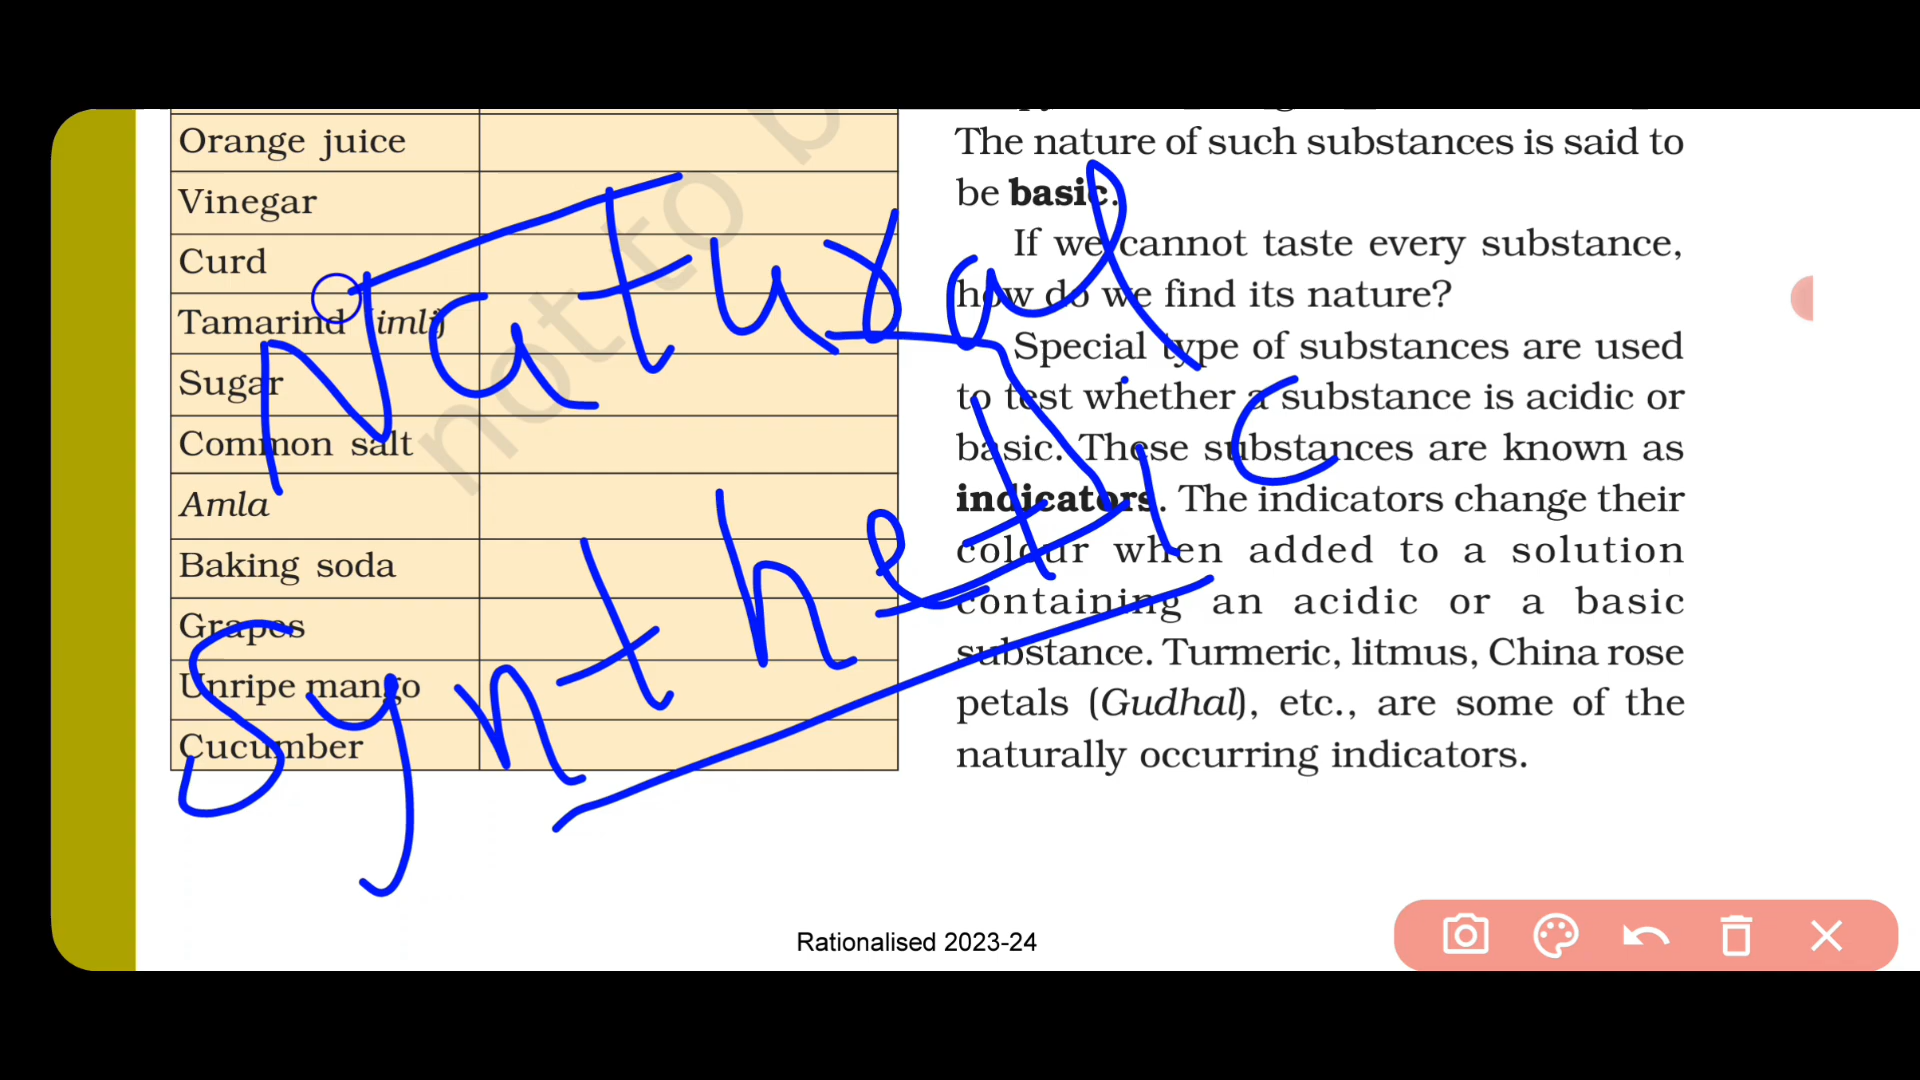 Orange juice
Vinegar
Curd
Tamarind (imli)
Sugar
Common salt
Amla
Baking soda
Grapes
Unripe mango
Cucumber
not to b
Natural
Synthetic
The nature of such substances is said to
be basic.
If we cannot taste every substance,
how do we find its nature?
Special type of substances are used
to test whether a substance is acidic or
basic. These substances are known as
indicators. The indicators change their
colour when added to a solution
containing an acidic or a basic
substance. Turmeric, litmus, China rose
petals (Gudhal), etc., are some of the
naturally occurring indicators.
Rationalised 2023-24